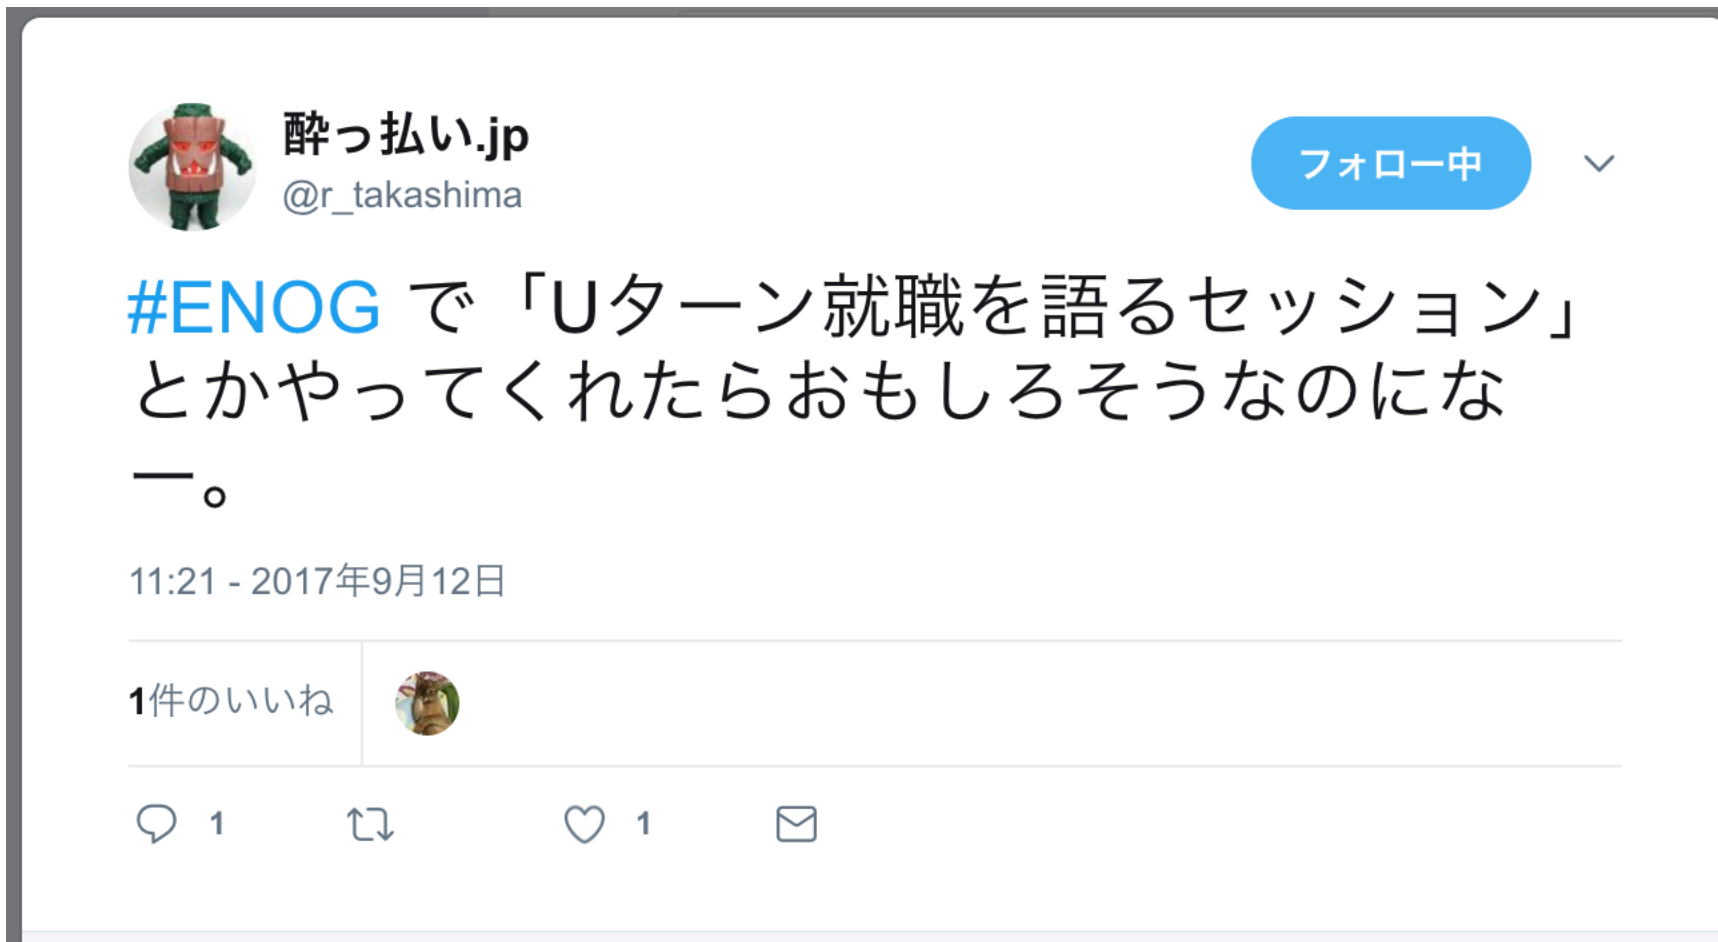 酔っ払い.jp
@r_takashima
フォロー中
#ENOG で「Uターン就職を語るセッション」
とかやってくれたらおもしろそうなのにな
ー。
11:21 - 2017年9月12日
1件のいいね
1
1